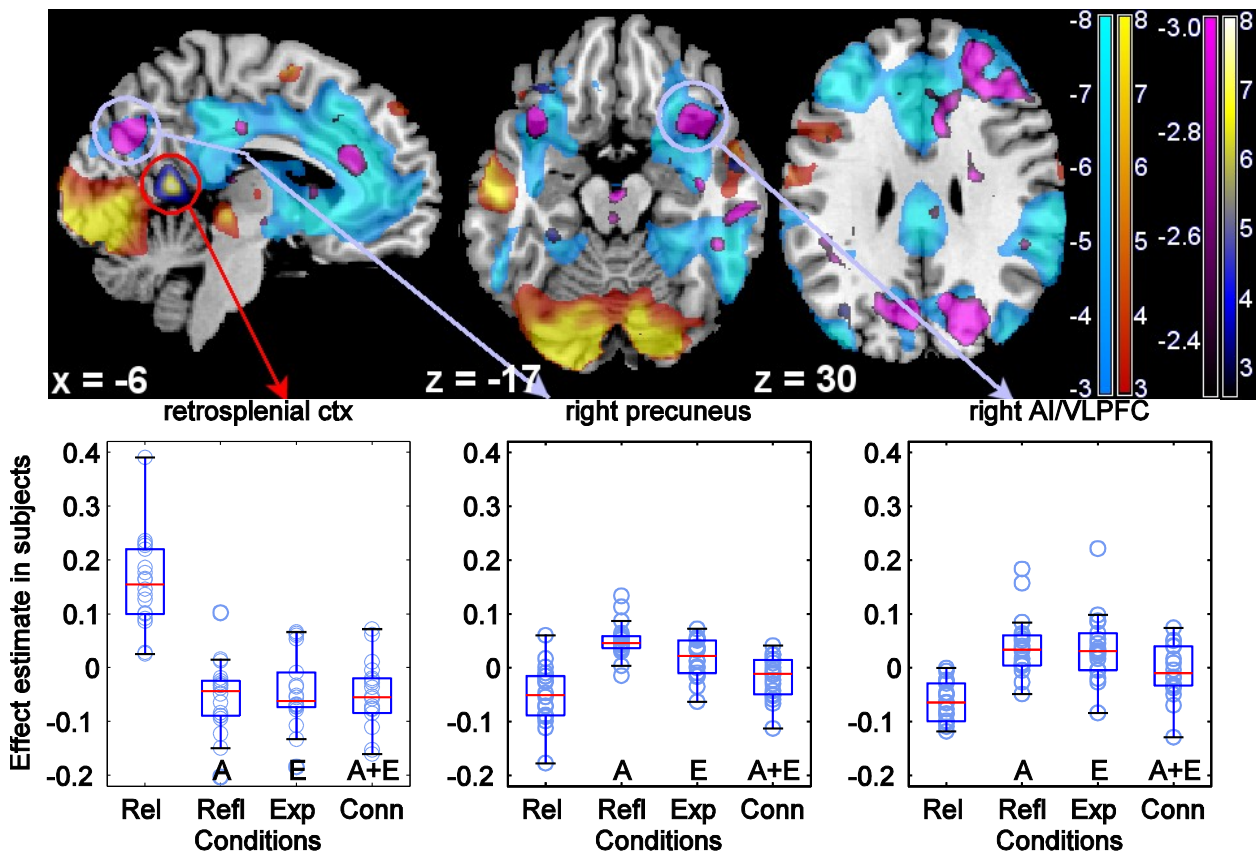 -8 8 -3.0 8
-7 7 7
-2.8
-6 6 6
-5 5 -2.6 5
-4 4 4
-2.4
-3 3 3
x = -6 z = -17 z = 30
retrosplenial ctx right precuneus right AI/VLPFC
Effect estimate in subjects
0.4 0.4 0.4
0.3 0.3 0.3
0.2 0.2 0.2
0.1 0.1 0.1
0 0 0
-0.1 -0.1 -0.1
-0.2 -0.2 -0.2
A E A+E A E A+E A E A+E
Rel Refl Exp Conn Rel Refl Exp Conn Rel Refl Exp Conn
Conditions Conditions Conditions